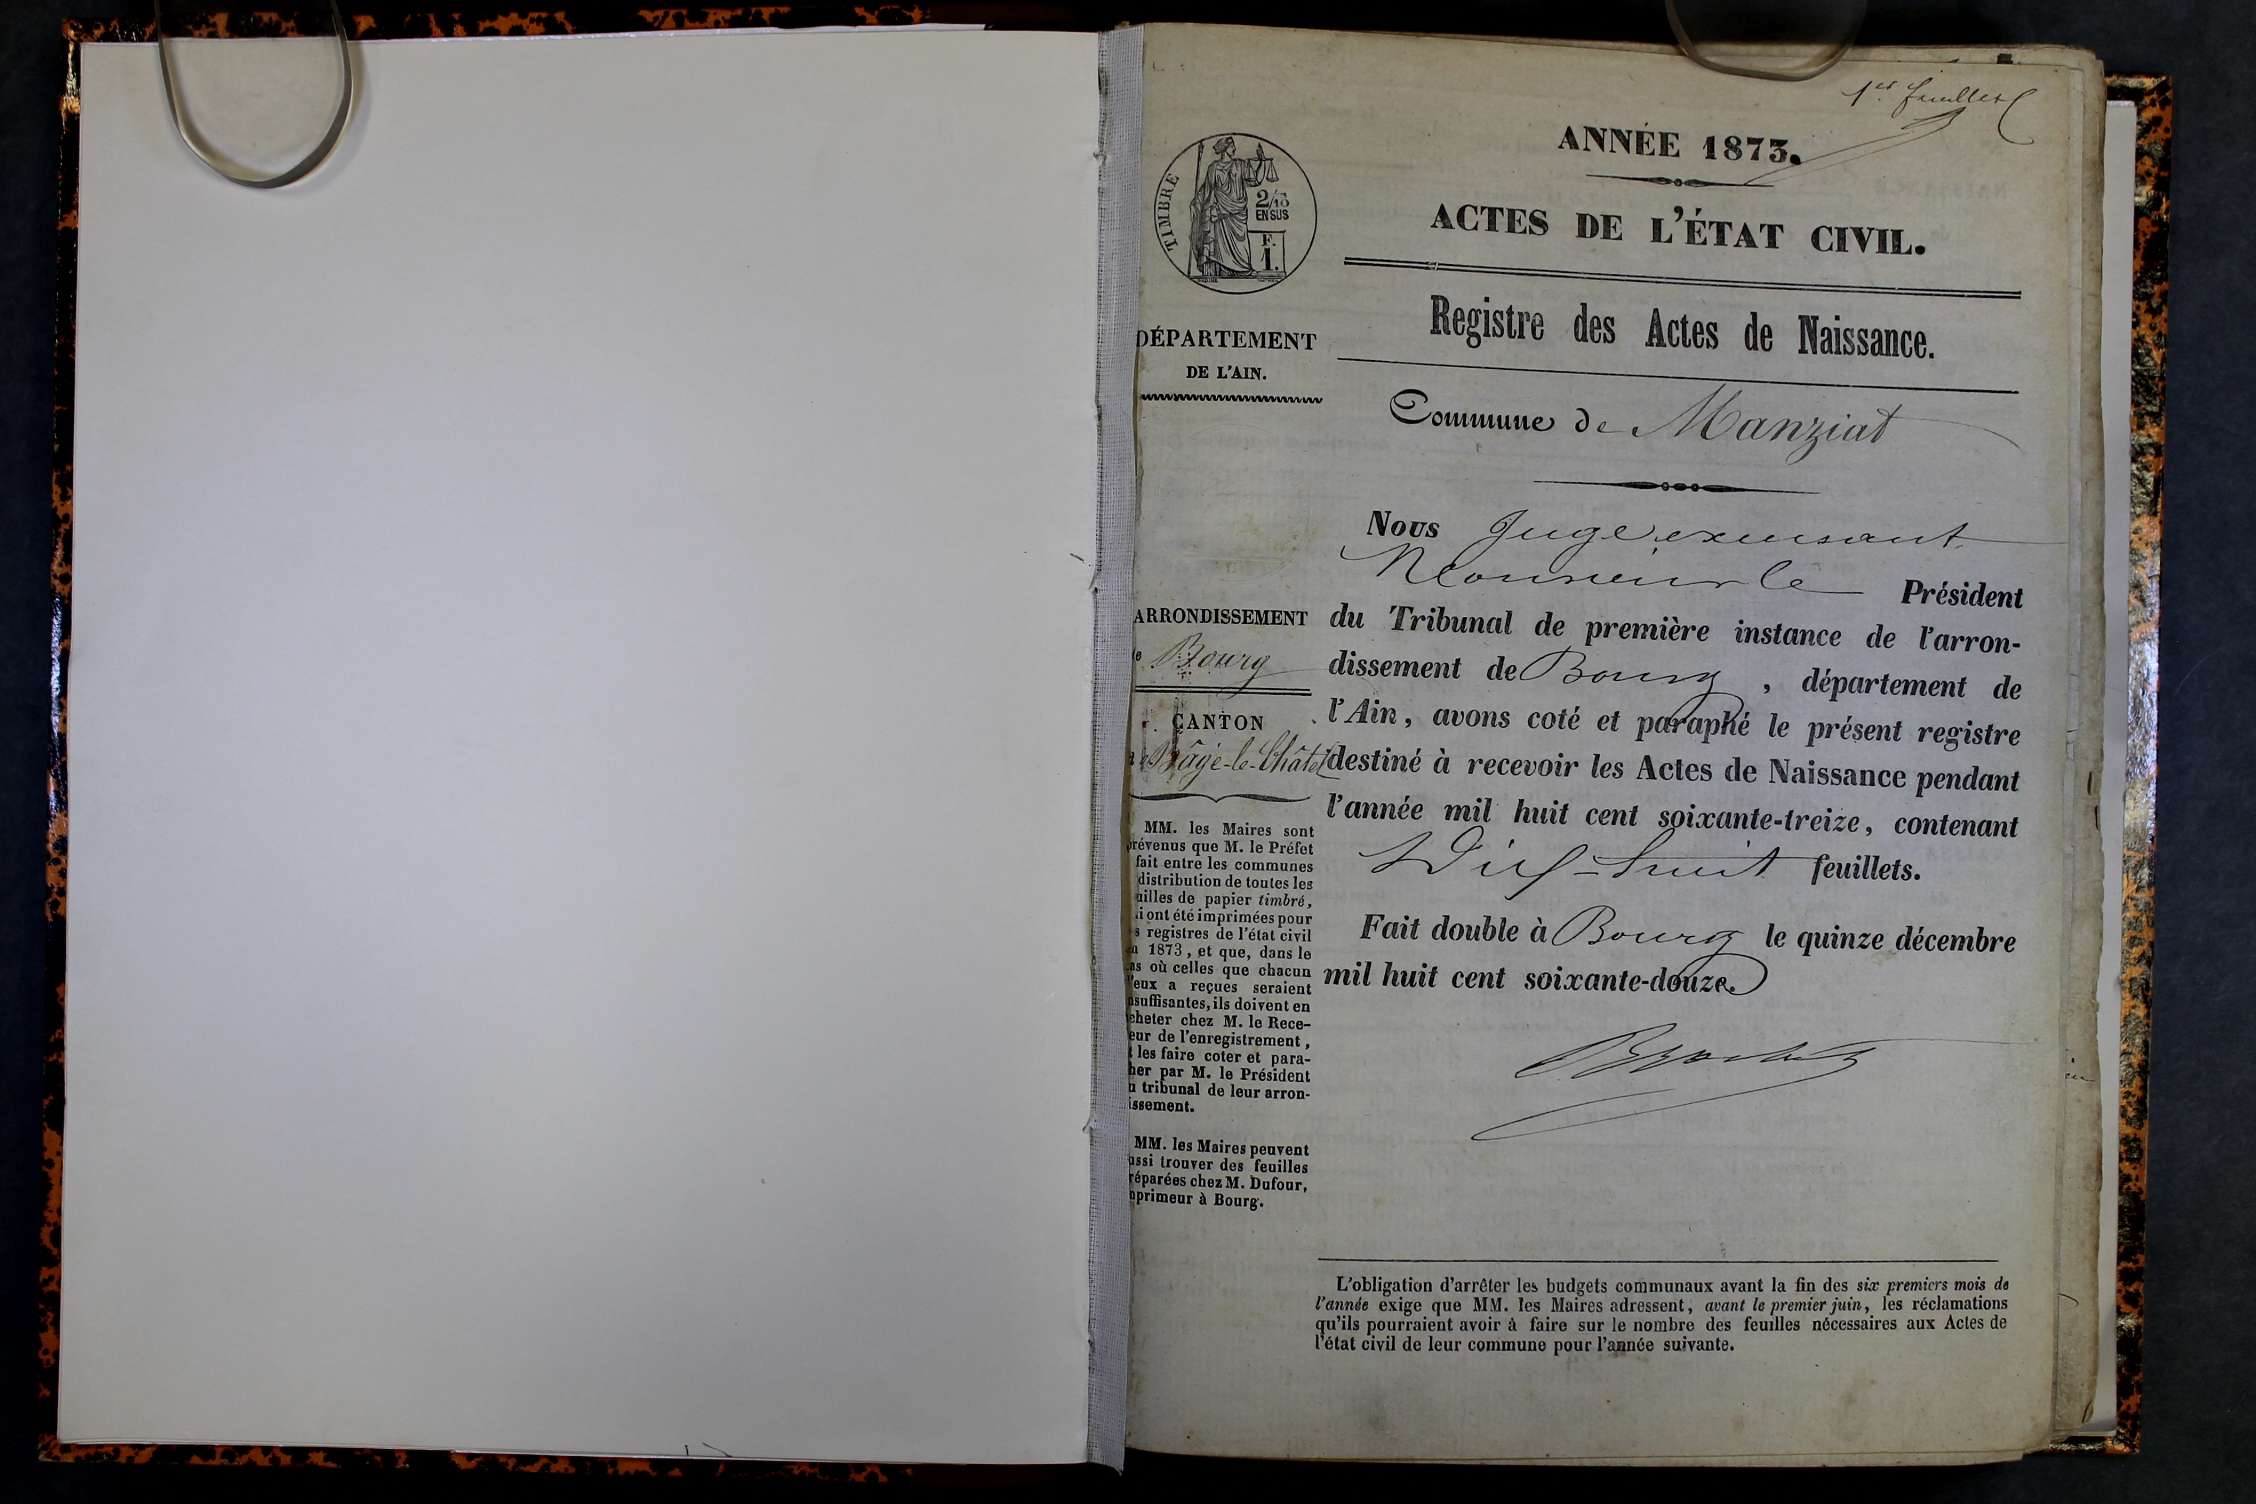 1er feuillet
ANNÉE 1873.
ACTES DE L'ÉTAT CIVIL.
Registre des Actes de Naissance.
Commune de Manziat
Nous Juge excusant
Monsieur le Président
du Tribunal de première instance de l'arron-
dissement de Bourg, département de
l'Ain, avons coté et paraphé le présent registre
destiné à recevoir les Actes de Naissance pendant
l'année mil huit cent soixante-treize, contenant
Dix-huit feuillets.
Fait double à Bourg le quinze décembre
mil huit cent soixante-douze.
L'obligation d'arrêter les budgets communaux avant la fin des six premiers mois de
l'année exige que MM. les Maires adressent, avant le premier juin, les réclamations
qu'ils pourraient avoir à faire sur le nombre des feuilles nécessaires aux Actes de
l'état civil de leur commune pour l'année suivante.
TIMBRE
2/10
EN SUS
F.
1.
DÉPARTEMENT
DE L'AIN.
ARRONDISSEMENT
e Bourg
CANTON
Bâgé-le-Châtel
MM. les Maires sont
révenus que M. le Préfet
fait entre les communes
distribution de toutes les
uilles de papier timbré,
i ont été imprimées pour
s registres de l'état civil
n 1873, et que, dans le
as où celles que chacun
'eux a reçues seraient
nsuffisantes, ils doivent en
cheter chez M. le Rece-
eur de l'enregistrement,
t les faire coter et para-
her par M. le Président
u tribunal de leur arron-
issement.
MM. les Maires peuvent
ussi trouver des feuilles
réparées chez M. Dufour,
mprimeur à Bourg.